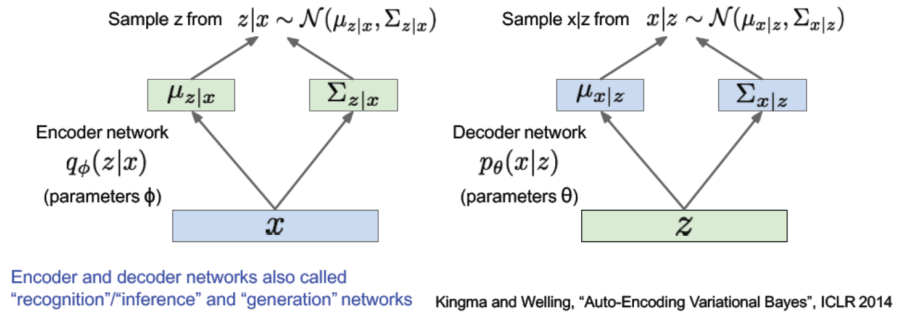 Sample z from z|x ∼ 𝒩(μ_{z|x}, Σ_{z|x})
μ_{z|x}
Σ_{z|x}
Encoder network
q_ϕ(z|x)
(parameters ϕ)
x
Sample x|z from x|z ∼ 𝒩(μ_{x|z}, Σ_{x|z})
μ_{x|z}
Σ_{x|z}
Decoder network
p_θ(x|z)
(parameters θ)
z
Encoder and decoder networks also called
“recognition”/“inference” and “generation” networks
Kingma and Welling, “Auto-Encoding Variational Bayes”, ICLR 2014